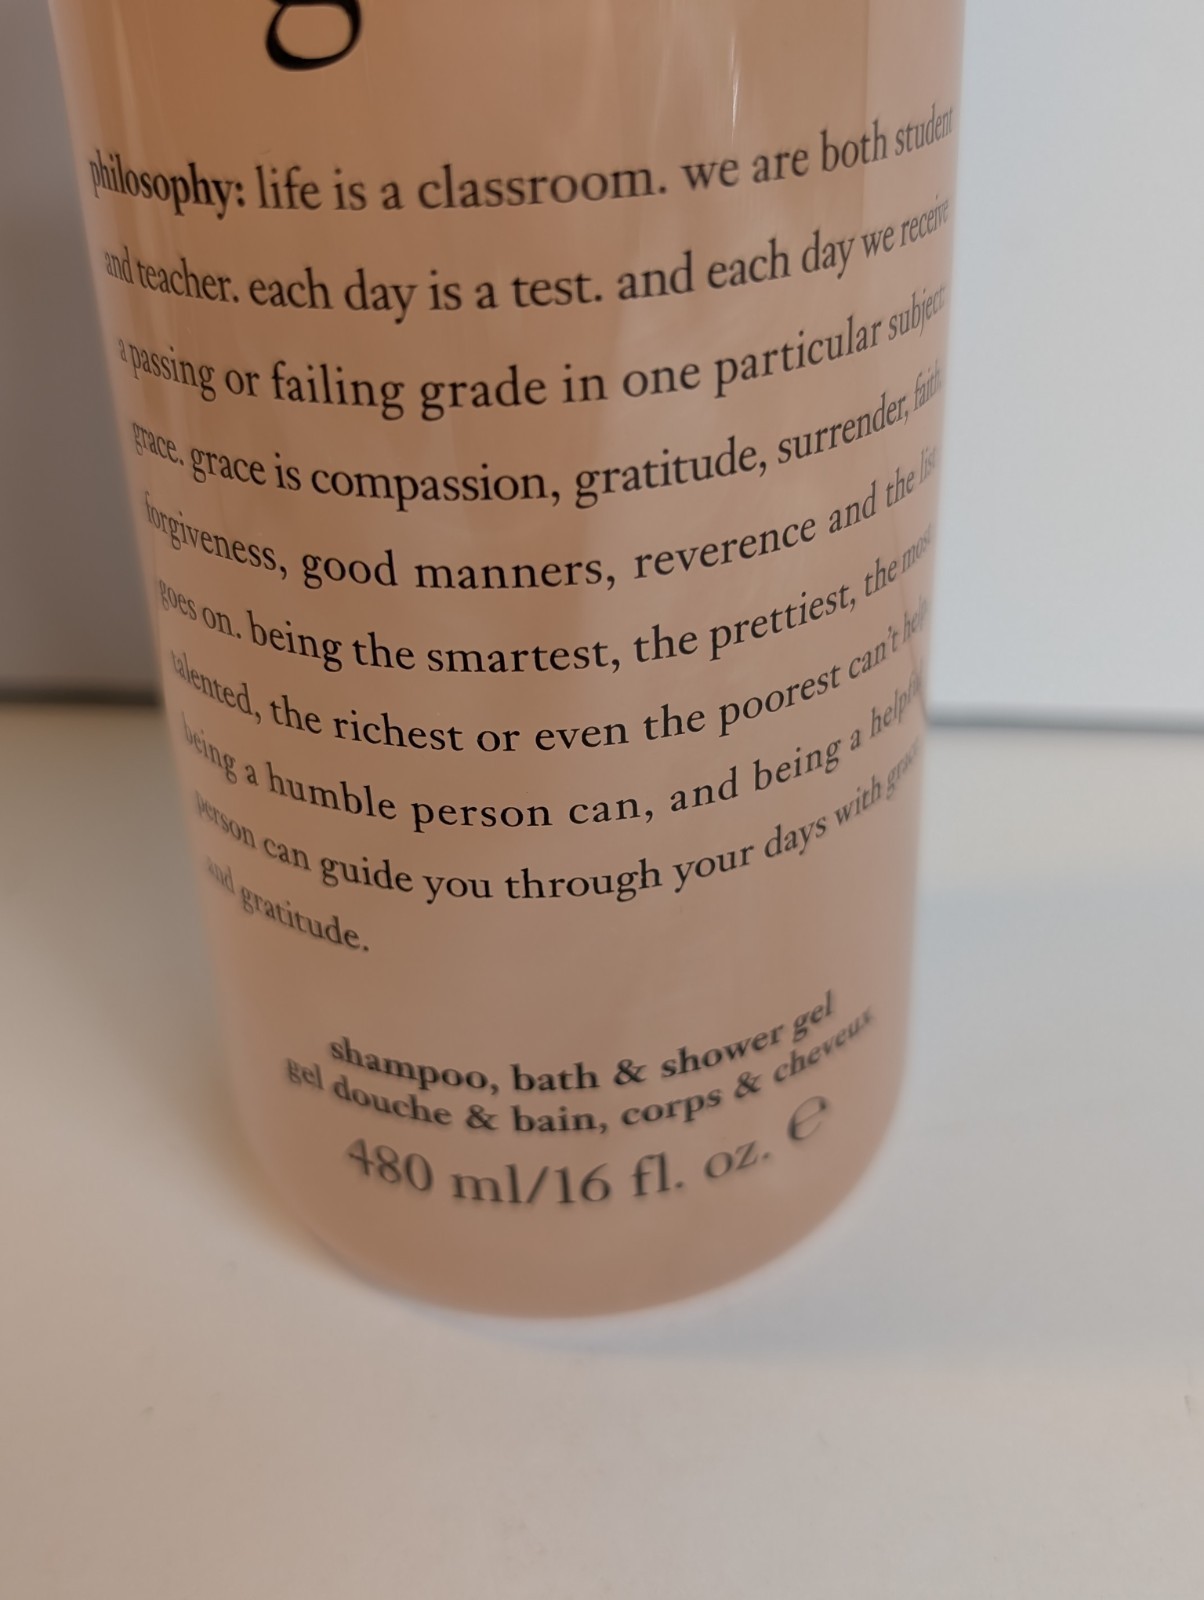 g
philosophy: life is a classroom. we are both student
and teacher. each day is a test. and each day we receive
a passing or failing grade in one particular subject:
grace. grace is compassion, gratitude, surrender, faith,
forgiveness, good manners, reverence and the list
goes on. being the smartest, the prettiest, the most
talented, the richest or even the poorest can't help.
being a humble person can, and being a helpful
person can guide you through your days with grace
and gratitude.
shampoo, bath & shower gel
gel douche & bain, corps & cheveux
480 ml/16 fl. oz. ℮